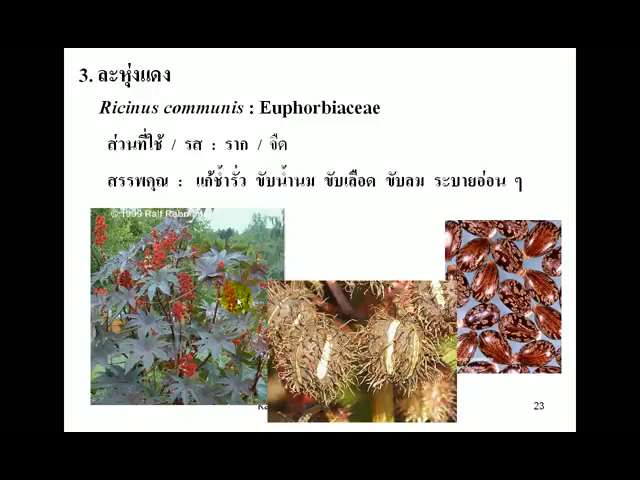 3. ละหุ่งแดง
Ricinus communis : Euphorbiaceae
ส่วนที่ใช้ / รส : ราก / จืด
สรรพคุณ : แก้ช้ำรั่ว ขับน้ำนม ขับเลือด ขับลม ระบายอ่อน ๆ
© 1999 Ralf Rebmann
23